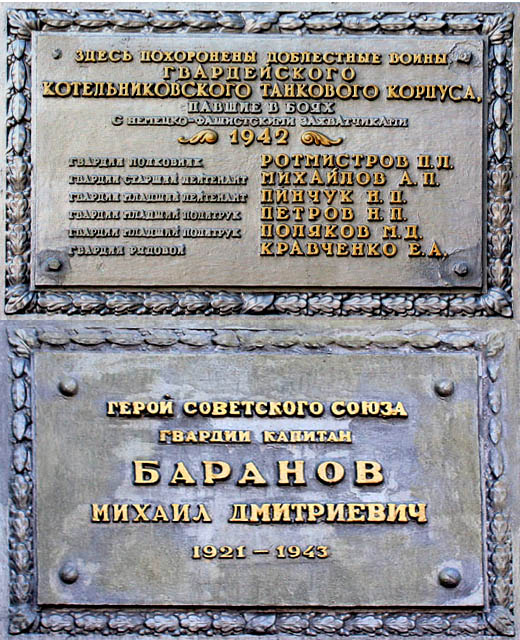 ЗДЕСЬ ПОХОРОНЕНЫ ДОБЛЕСТНЫЕ ВОИНЫ
ГВАРДЕЙСКОГО
КОТЕЛЬНИКОВСКОГО ТАНКОВОГО КОРПУСА,
ПАВШИЕ В БОЯХ
С НЕМЕЦКО-ФАШИСТСКИМИ ЗАХВАТЧИКАМИ
1942
ГВАРДИИ ПОЛКОВНИК РОТМИСТРОВ П.П.
ГВАРДИИ СТАРШИЙ ЛЕЙТЕНАНТ МИХАЙЛОВ А.П.
ГВАРДИИ МЛАДШИЙ ЛЕЙТЕНАНТ ПИНЧУК Н.П.
ГВАРДИИ МЛАДШИЙ ПОЛИТРУК ПЕТРОВ Н.П.
ГВАРДИИ МЛАДШИЙ ПОЛИТРУК ПОЛЯКОВ М.Д.
ГВАРДИИ РЯДОВОЙ КРАВЧЕНКО Е.А.
ГЕРОЙ СОВЕТСКОГО СОЮЗА
ГВАРДИИ КАПИТАН
БАРАНОВ
МИХАИЛ ДМИТРИЕВИЧ
1921 — 1943